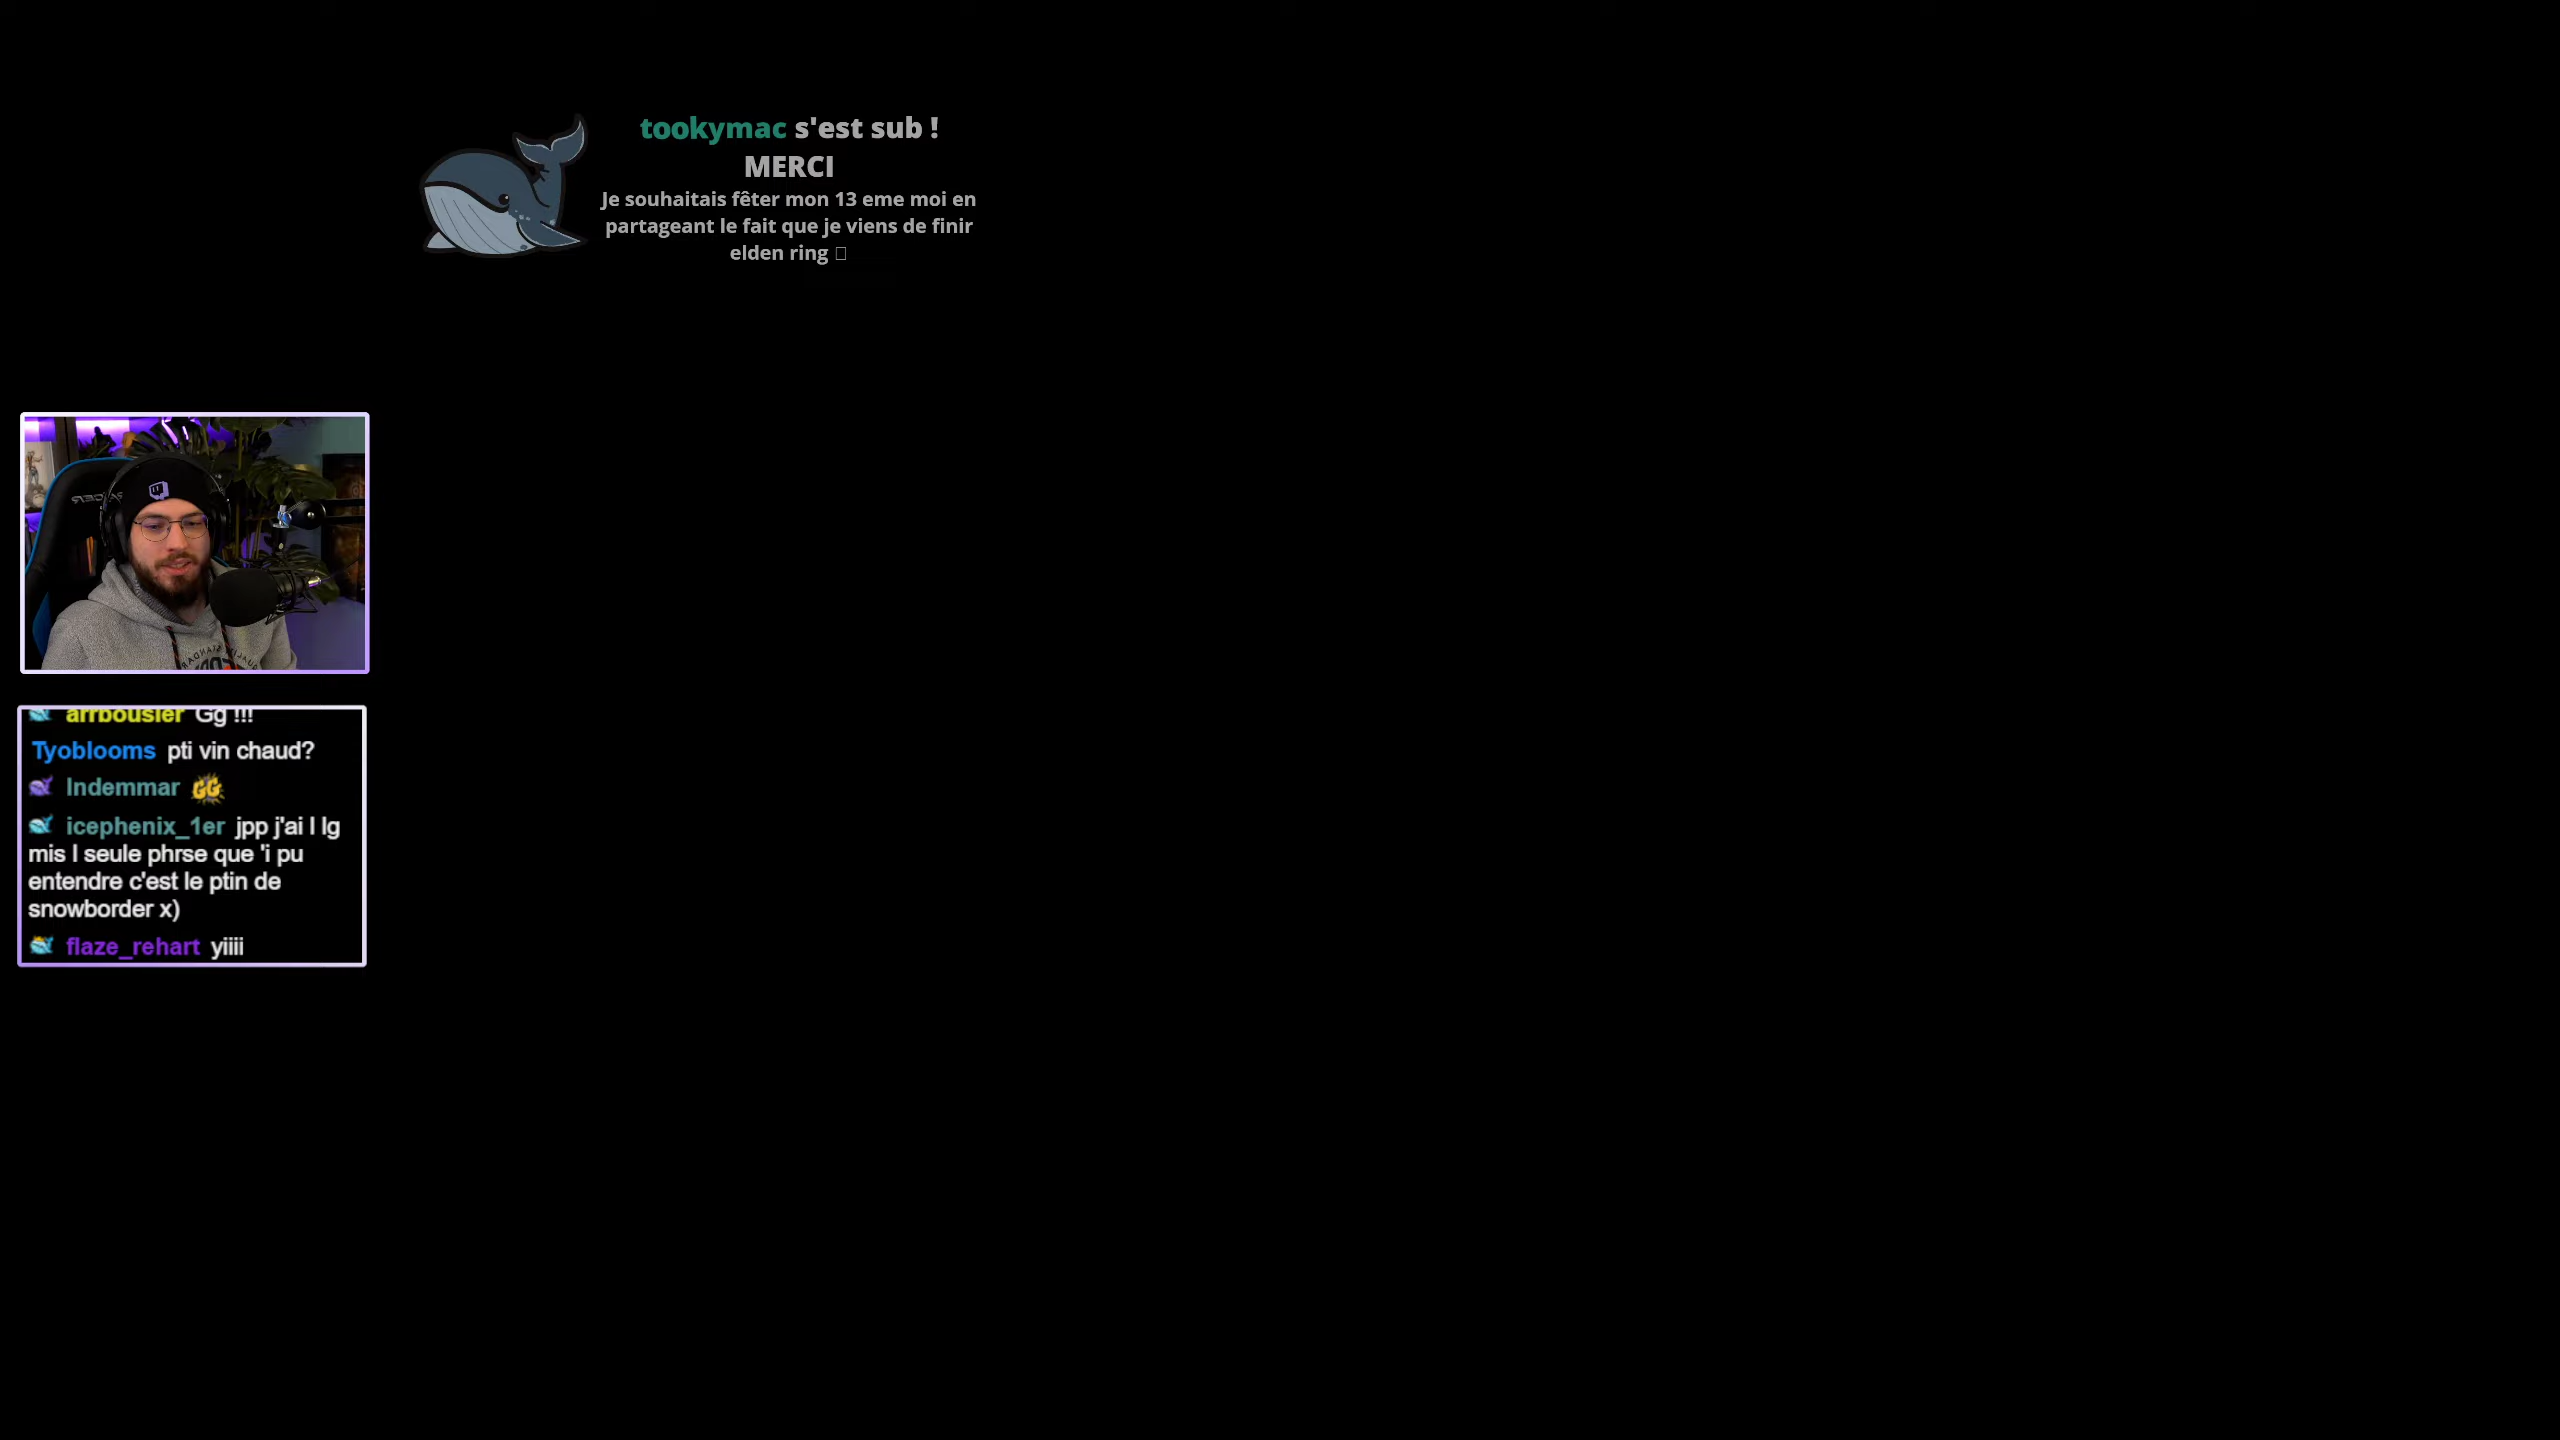 tookymac s'est sub !
MERCI
Je souhaitais fêter mon 13 eme moi en
partageant le fait que je viens de finir
elden ring
arrbousier Gg !!!
Tyoblooms pti vin chaud?
GG
icephenix_1er jpp j'ai l lg
mis l seule phrse que 'i pu
entendre c'est le ptin de
snowborder x)
flaze_rehart yiiii